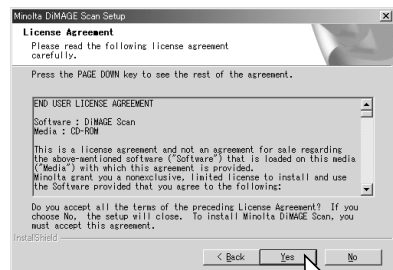 Minolta DiMAGE Scan Setup
License Agreement
Please read the following license agreement
carefully.
Press the PAGE DOWN key to see the rest of the agreement.
END USER LICENSE AGREEMENT
Software : DiMAGE Scan
Media : CD-ROM
This is a license agreement and not an agreement for sale regarding
the above-mentioned software ("Software") that is loaded on this media
("Media") with which this agreement is provided.
Minolta grant you a nonexclusive, limited license to install and use
the Software provided that you agree to the following:
Do you accept all the terms of the preceding License Agreement? If you
choose No, the setup will close. To install Minolta DiMAGE Scan, you
must accept this agreement.
InstallShield
< Back Yes No